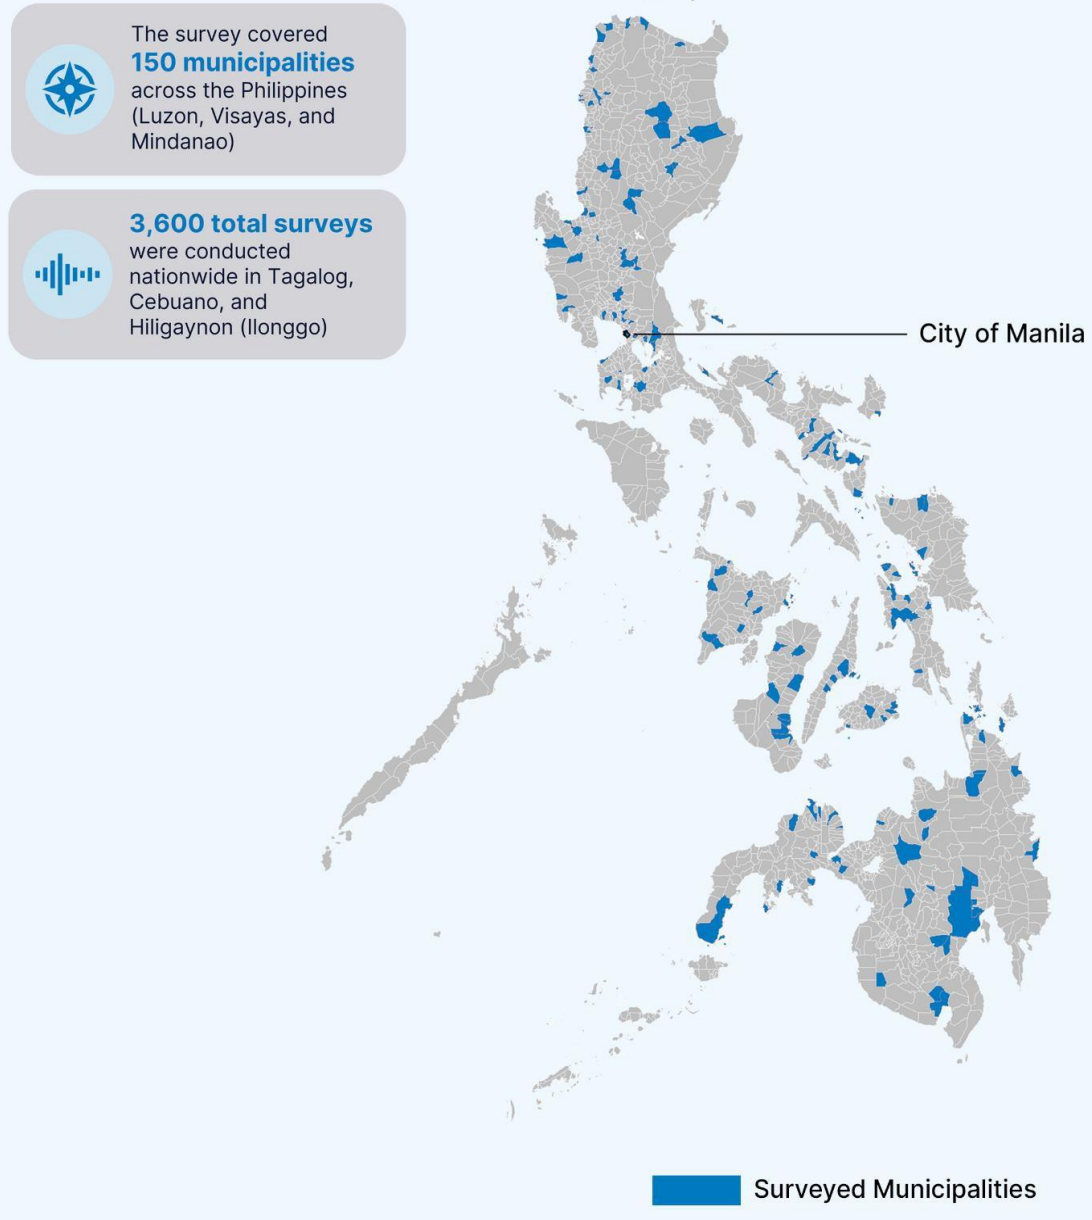 The survey covered
150 municipalities
across the Philippines
(Luzon, Visayas, and
Mindanao)
3,600 total surveys
were conducted
nationwide in Tagalog,
Cebuano, and
Hiligaynon (Ilonggo)
City of Manila
Surveyed Municipalities